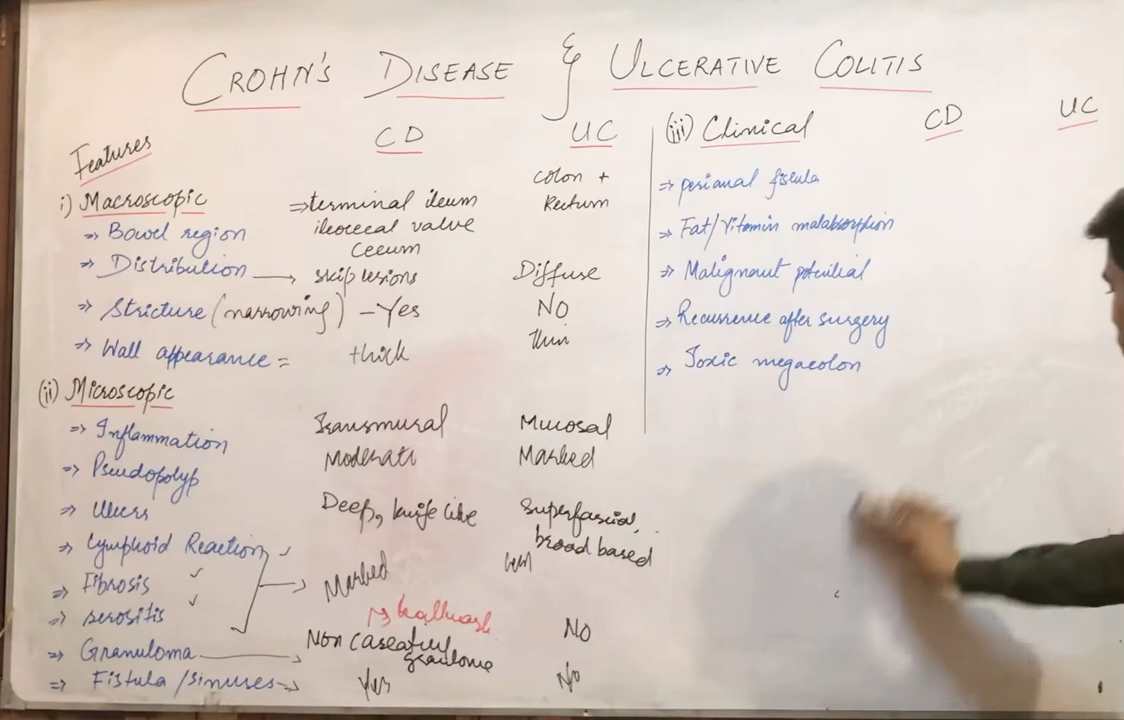 CROHN'S DISEASE & ULCERATIVE COLITIS
Features CD UC
i) Macroscopic
=> Bowel region =>terminal ileum colon +
ileocecal valve Rectum
Ceeum
=> Distribution → skip lesions Diffuse
=> Stricture (narrowing) - Yes NO
=> Wall appearance = thick Thin
(ii) Microscopic
=> Inflammation Transmural Mucosal
=> Pseudopolyp Moderate Marked
=> Ulcers Deep, knife like Superfascial,
broad based
=> Lymphoid Reaction ✓
=> Fibrosis ✓ → Marked
=> serositis ✓
→ hallmark
=> Granuloma → Non caseating NO
granuloma
=> Fistula/sinuses → Yes No
(iii) Clinical CD UC
=> perianal fistula
=> Fat/Vitamin malabsorption
=> Malignant potential
=> Recurrence after surgery
=> Toxic megacolon